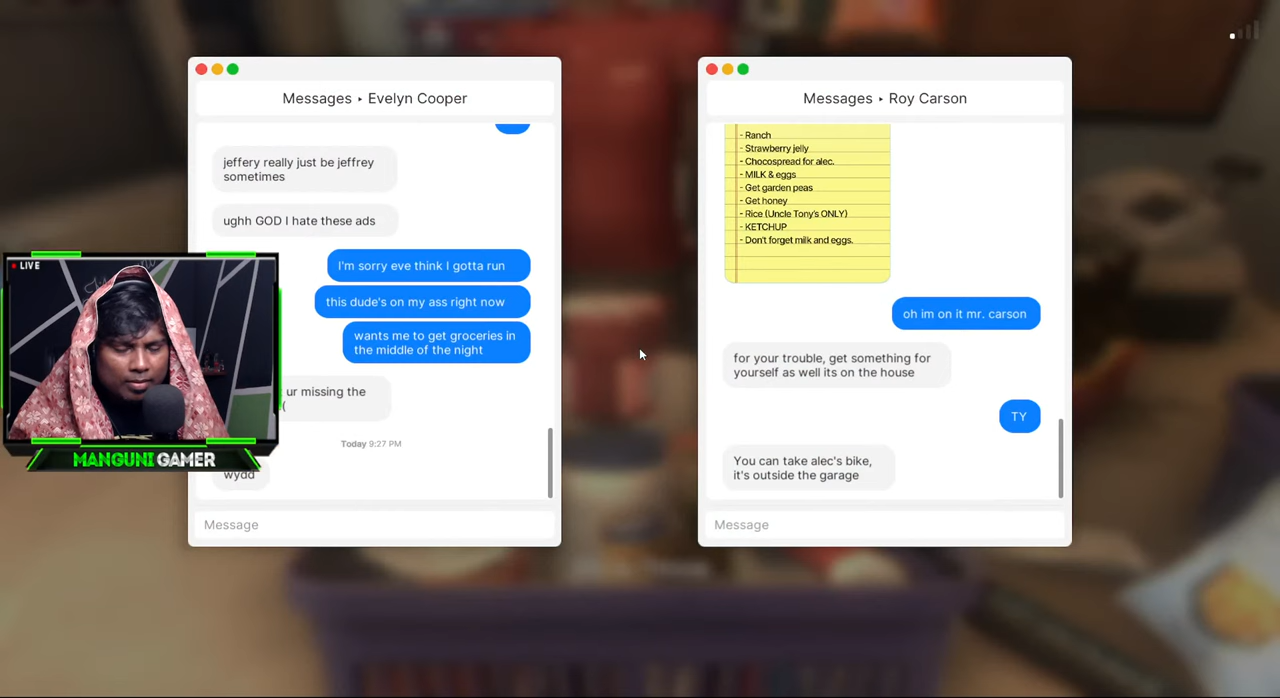 Messages ▸ Evelyn Cooper
jeffery really just be jeffrey
sometimes
ughh GOD I hate these ads
I'm sorry eve think I gotta run
this dude's on my ass right now
wants me to get groceries in
the middle of the night
ur missing the
(
Today 9:27 PM
wydd
Message
LIVE
MANGUNI GAMER
Messages ▸ Roy Carson
- Ranch
- Strawberry jelly
- Chocospread for alec.
- MILK & eggs
- Get garden peas
- Get honey
- Rice (Uncle Tony's ONLY)
- KETCHUP
- Don't forget milk and eggs.
oh im on it mr. carson
for your trouble, get something for
yourself as well its on the house
TY
You can take alec's bike,
it's outside the garage
Message